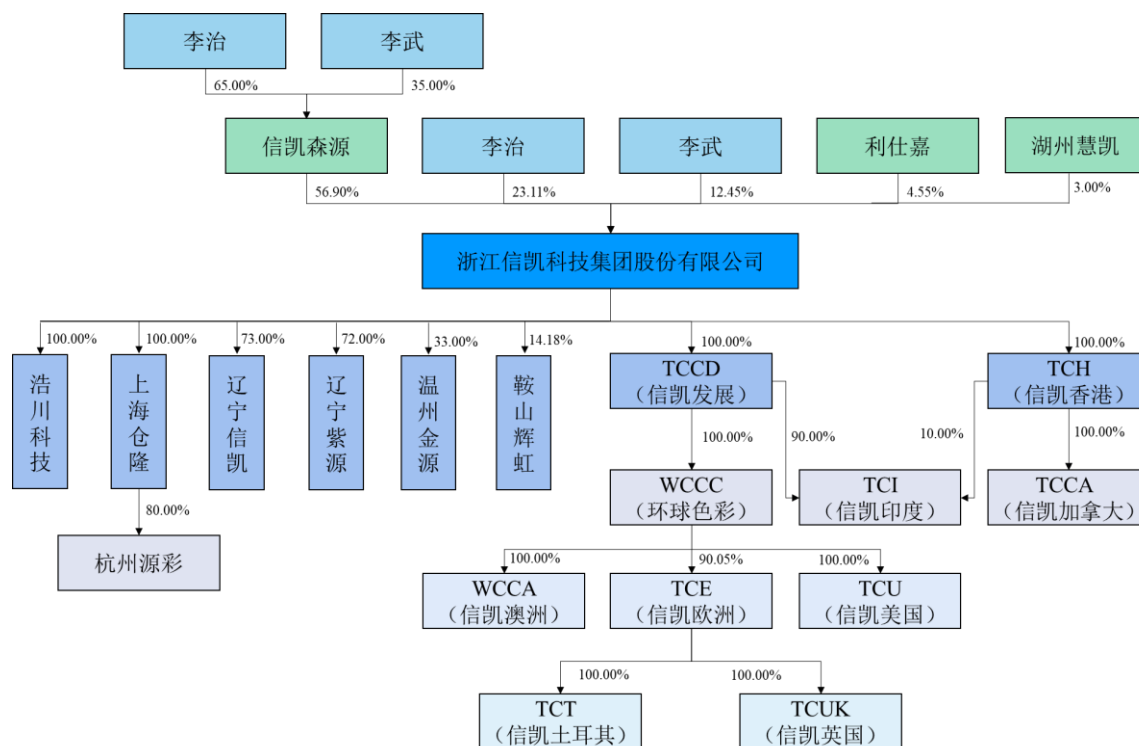 李治
李武
65.00%
35.00%
信凯森源
李治
李武
利仕嘉
湖州慧凯
56.90%
23.11%
12.45%
4.55%
3.00%
浙江信凯科技集团股份有限公司
100.00%
100.00%
73.00%
72.00%
33.00%
14.18%
100.00%
100.00%
浩川科技
上海仓隆
辽宁信凯
辽宁紫源
温州金源
鞍山辉虹
TCCD
（信凯发展）
TCH
（信凯香港）
100.00%
90.00%
10.00%
100.00%
WCCC
（环球色彩）
TCI
（信凯印度）
TCCA
（信凯加拿大）
80.00%
杭州源彩
100.00%
90.05%
100.00%
WCCA
（信凯澳洲）
TCE
（信凯欧洲）
TCU
（信凯美国）
100.00%
100.00%
TCT
（信凯土耳其）
TCUK
（信凯英国）